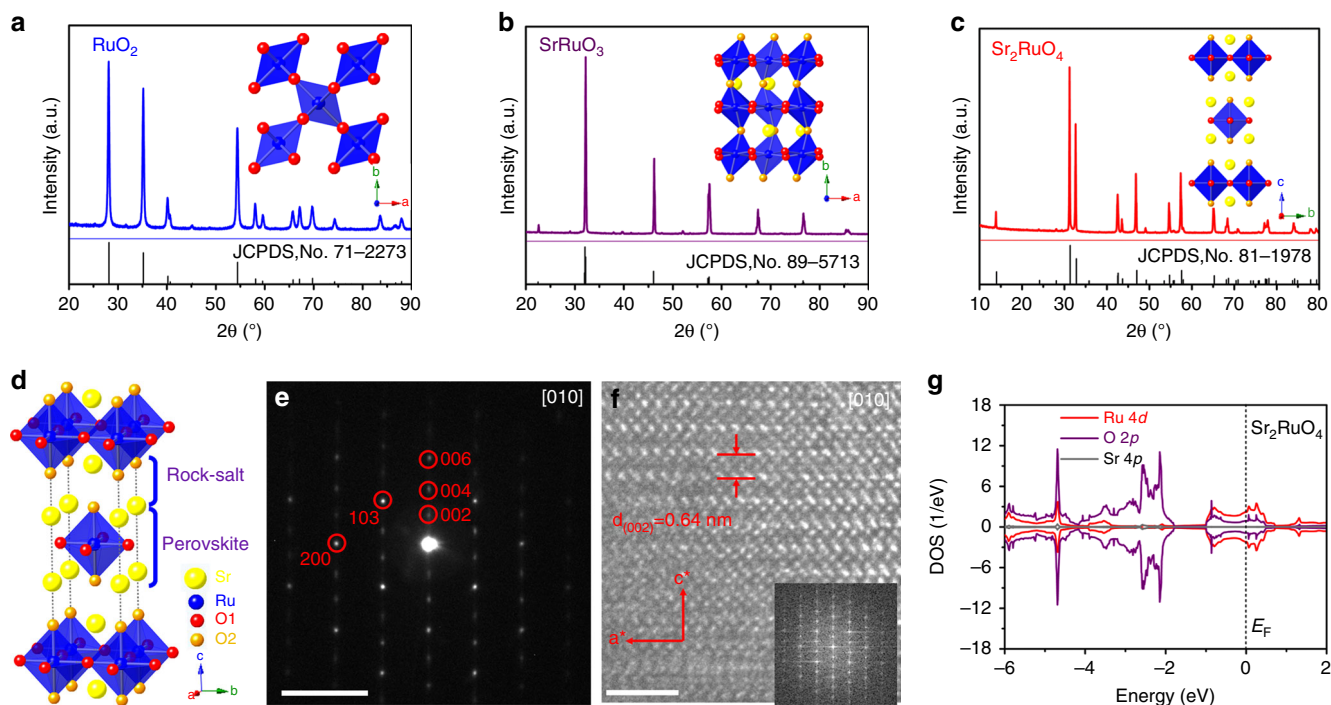 a
RuO2
Intensity (a.u.)
b
a
JCPDS,No. 71–2273
20 30 40 50 60 70 80 90
2θ (°)
b
SrRuO3
Intensity (a.u.)
b
a
JCPDS,No. 89–5713
20 30 40 50 60 70 80 90
2θ (°)
c
Sr2RuO4
Intensity (a.u.)
c
b
a
JCPDS,No. 81–1978
10 20 30 40 50 60 70 80
2θ (°)
d
Rock-salt
Perovskite
Sr
Ru
O1
O2
c
a
b
e
[010]
006
004
002
103
200
f
[010]
d(002)=0.64 nm
c*
a*
g
Ru 4d
O 2p
Sr 4p
Sr2RuO4
EF
DOS (1/eV)
18
12
6
0
−6
−12
−18
−6 −4 −2 0 2
Energy (eV)